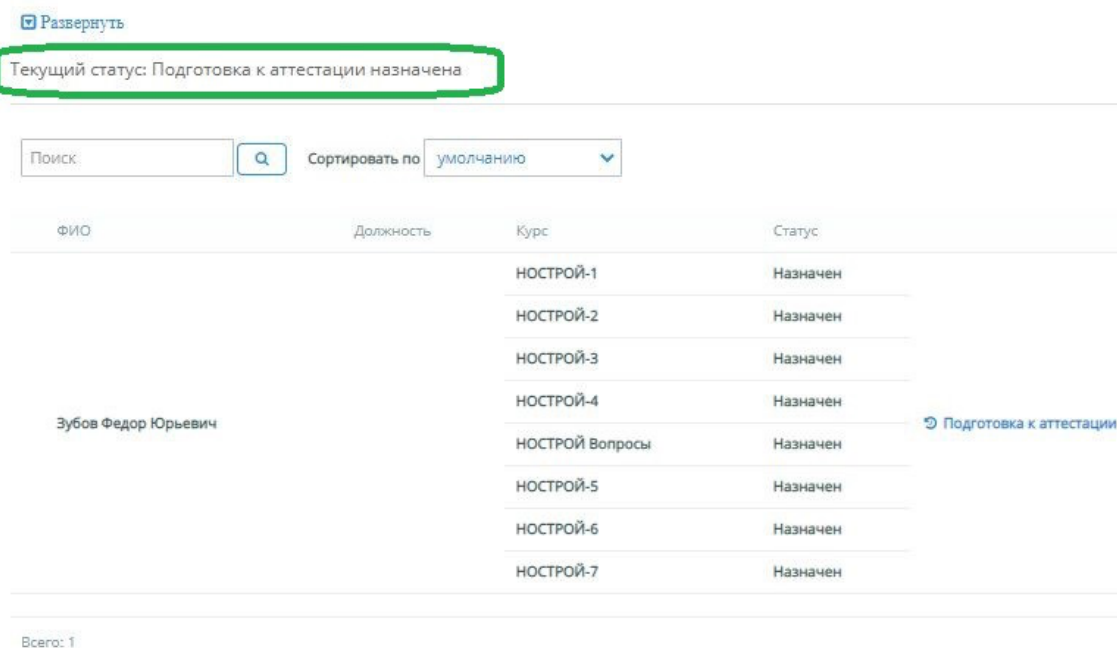 Развернуть
Текущий статус: Подготовка к аттестации назначена
Поиск Сортировать по умолчанию
ФИО Должность Курс Статус
НОСТРОЙ-1 Назначен
НОСТРОЙ-2 Назначен
НОСТРОЙ-3 Назначен
НОСТРОЙ-4 Назначен
Зубов Федор Юрьевич Подготовка к аттестации
НОСТРОЙ Вопросы Назначен
НОСТРОЙ-5 Назначен
НОСТРОЙ-6 Назначен
НОСТРОЙ-7 Назначен
Всего: 1